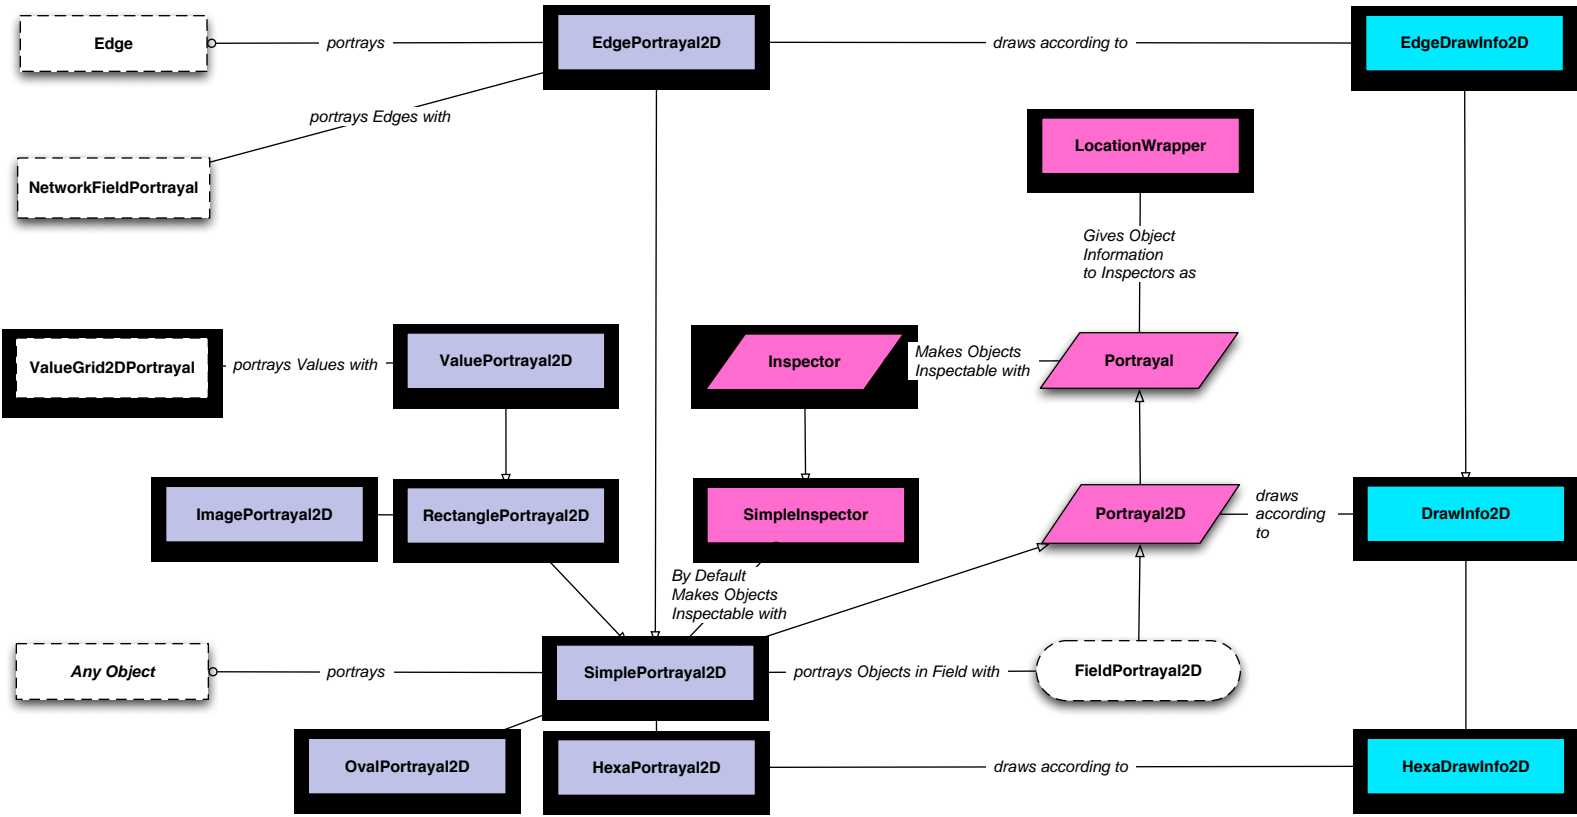 Edge
portrays
EdgePortrayal2D
draws according to
EdgeDrawInfo2D
portrays Edges with
LocationWrapper
NetworkFieldPortrayal
Gives Object
Information
to Inspectors as
ValueGrid2DPortrayal
portrays Values with
ValuePortrayal2D
Inspector
Makes Objects
Inspectable with
Portrayal
ImagePortrayal2D
RectanglePortrayal2D
SimpleInspector
Portrayal2D
draws
according
to
DrawInfo2D
By Default
Makes Objects
Inspectable with
Any Object
portrays
SimplePortrayal2D
portrays Objects in Field with
FieldPortrayal2D
OvalPortrayal2D
HexaPortrayal2D
draws according to
HexaDrawInfo2D